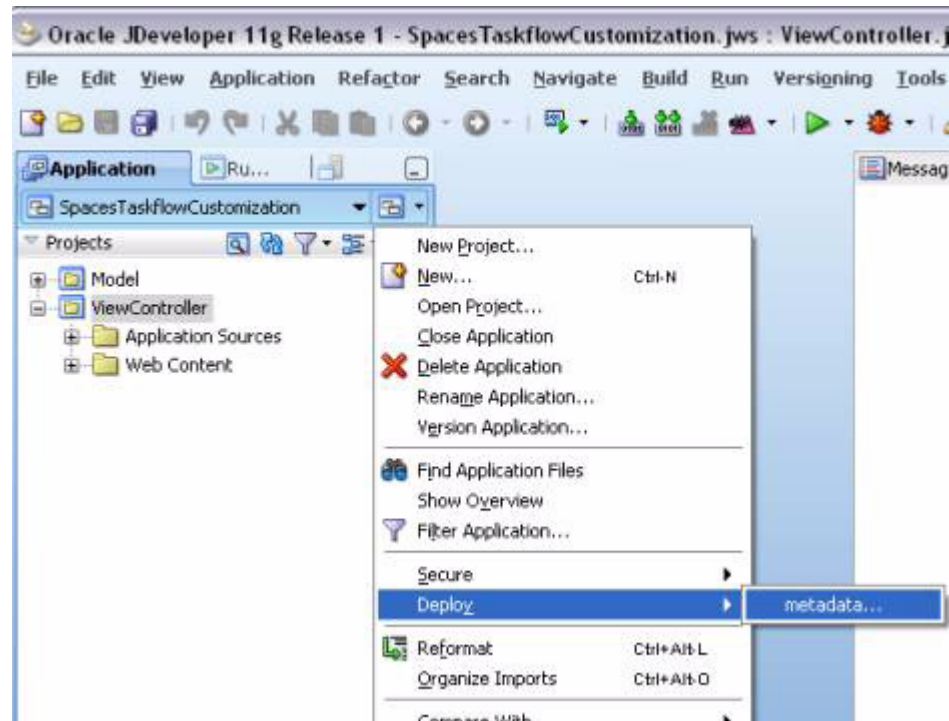 Oracle JDeveloper 11g Release 1 - SpacesTaskflowCustomization.jws : ViewController.j
File Edit View Application Refactor Search Navigate Build Run Versioning Tools
Application Ru... Messag
SpacesTaskflowCustomization
Projects
Model
ViewController
Application Sources
Web Content
New Project...
New... Ctrl-N
Open Project...
Close Application
Delete Application
Rename Application...
Version Application...
Find Application Files
Show Overview
Filter Application...
Secure
Deploy metadata...
Reformat Ctrl+Alt-L
Organize Imports Ctrl+Alt-O
Compare With